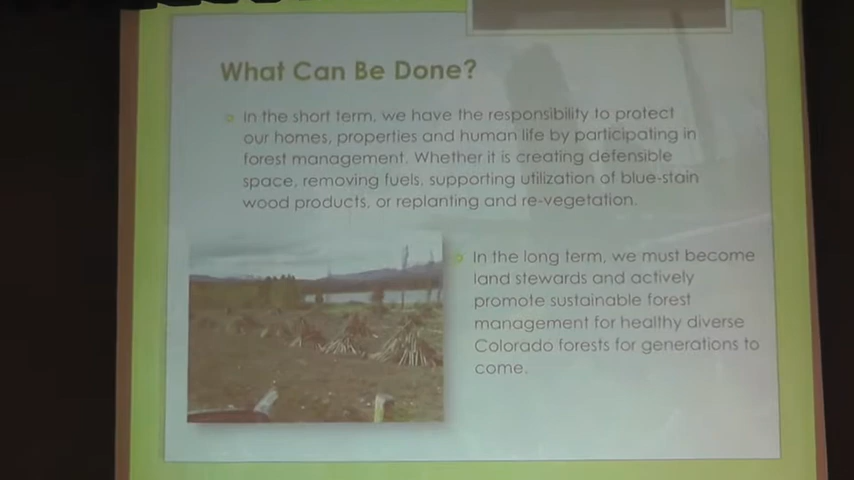 What Can Be Done?
In the short term, we have the responsibility to protect
our homes, properties and human life by participating in
forest management. Whether it is creating defensible
space, removing fuels, supporting utilization of blue-stain
wood products, or replanting and re-vegetation.
In the long term, we must become
land stewards and actively
promote sustainable forest
management for healthy diverse
Colorado forests for generations to
come.